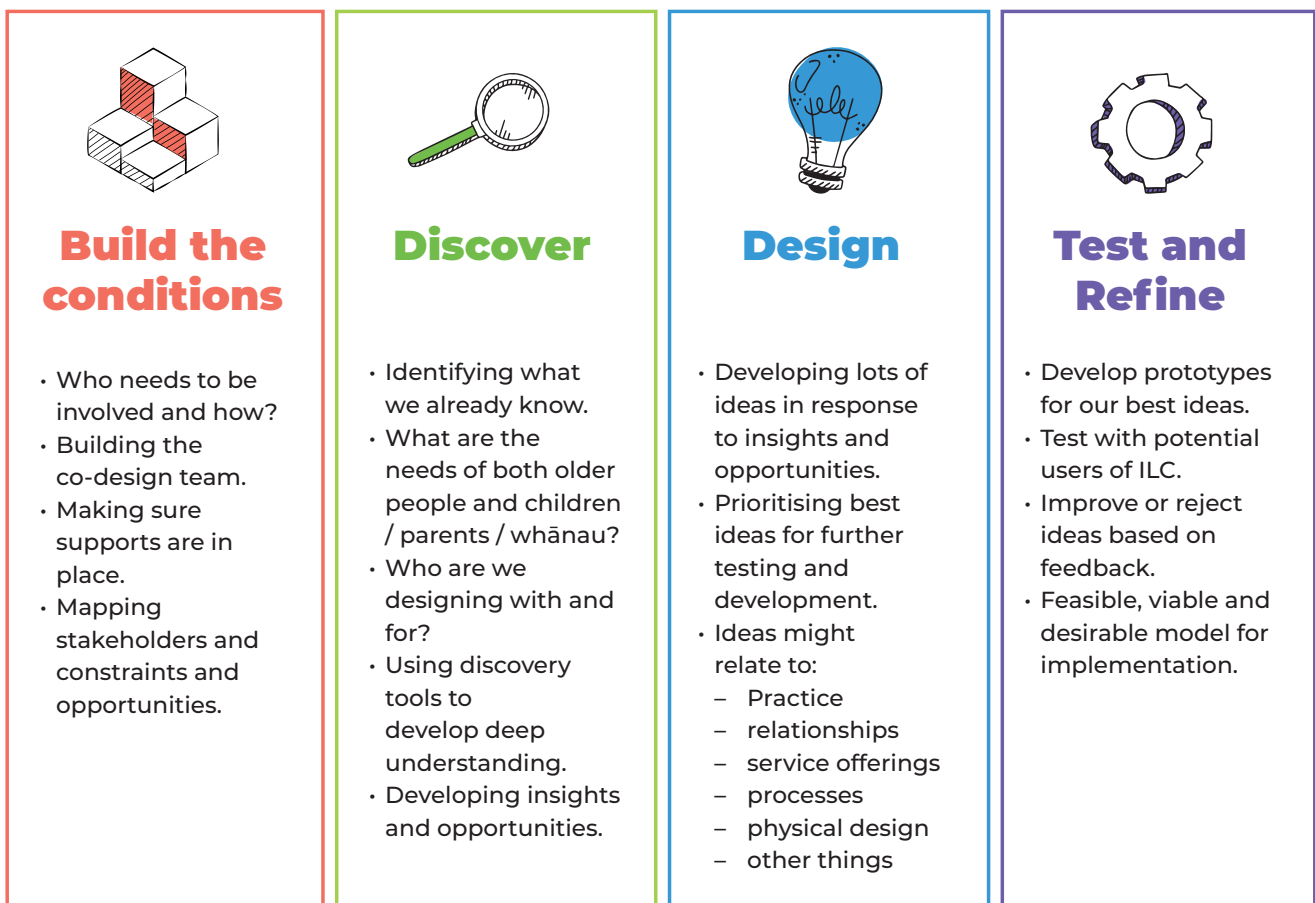 Build the
conditions
• Who needs to be
involved and how?
• Building the
co-design team.
• Making sure
supports are in
place.
• Mapping
stakeholders and
constraints and
opportunities.
Discover
• Identifying what
we already know.
• What are the
needs of both older
people and children
/ parents / whānau?
• Who are we
designing with and
for?
• Using discovery
tools to
develop deep
understanding.
• Developing insights
and opportunities.
Design
• Developing lots of
ideas in response
to insights and
opportunities.
• Prioritising best
ideas for further
testing and
development.
• Ideas might
relate to:
– Practice
– relationships
– service offerings
– processes
– physical design
– other things
Test and
Refine
• Develop prototypes
for our best ideas.
• Test with potential
users of ILC.
• Improve or reject
ideas based on
feedback.
• Feasible, viable and
desirable model for
implementation.